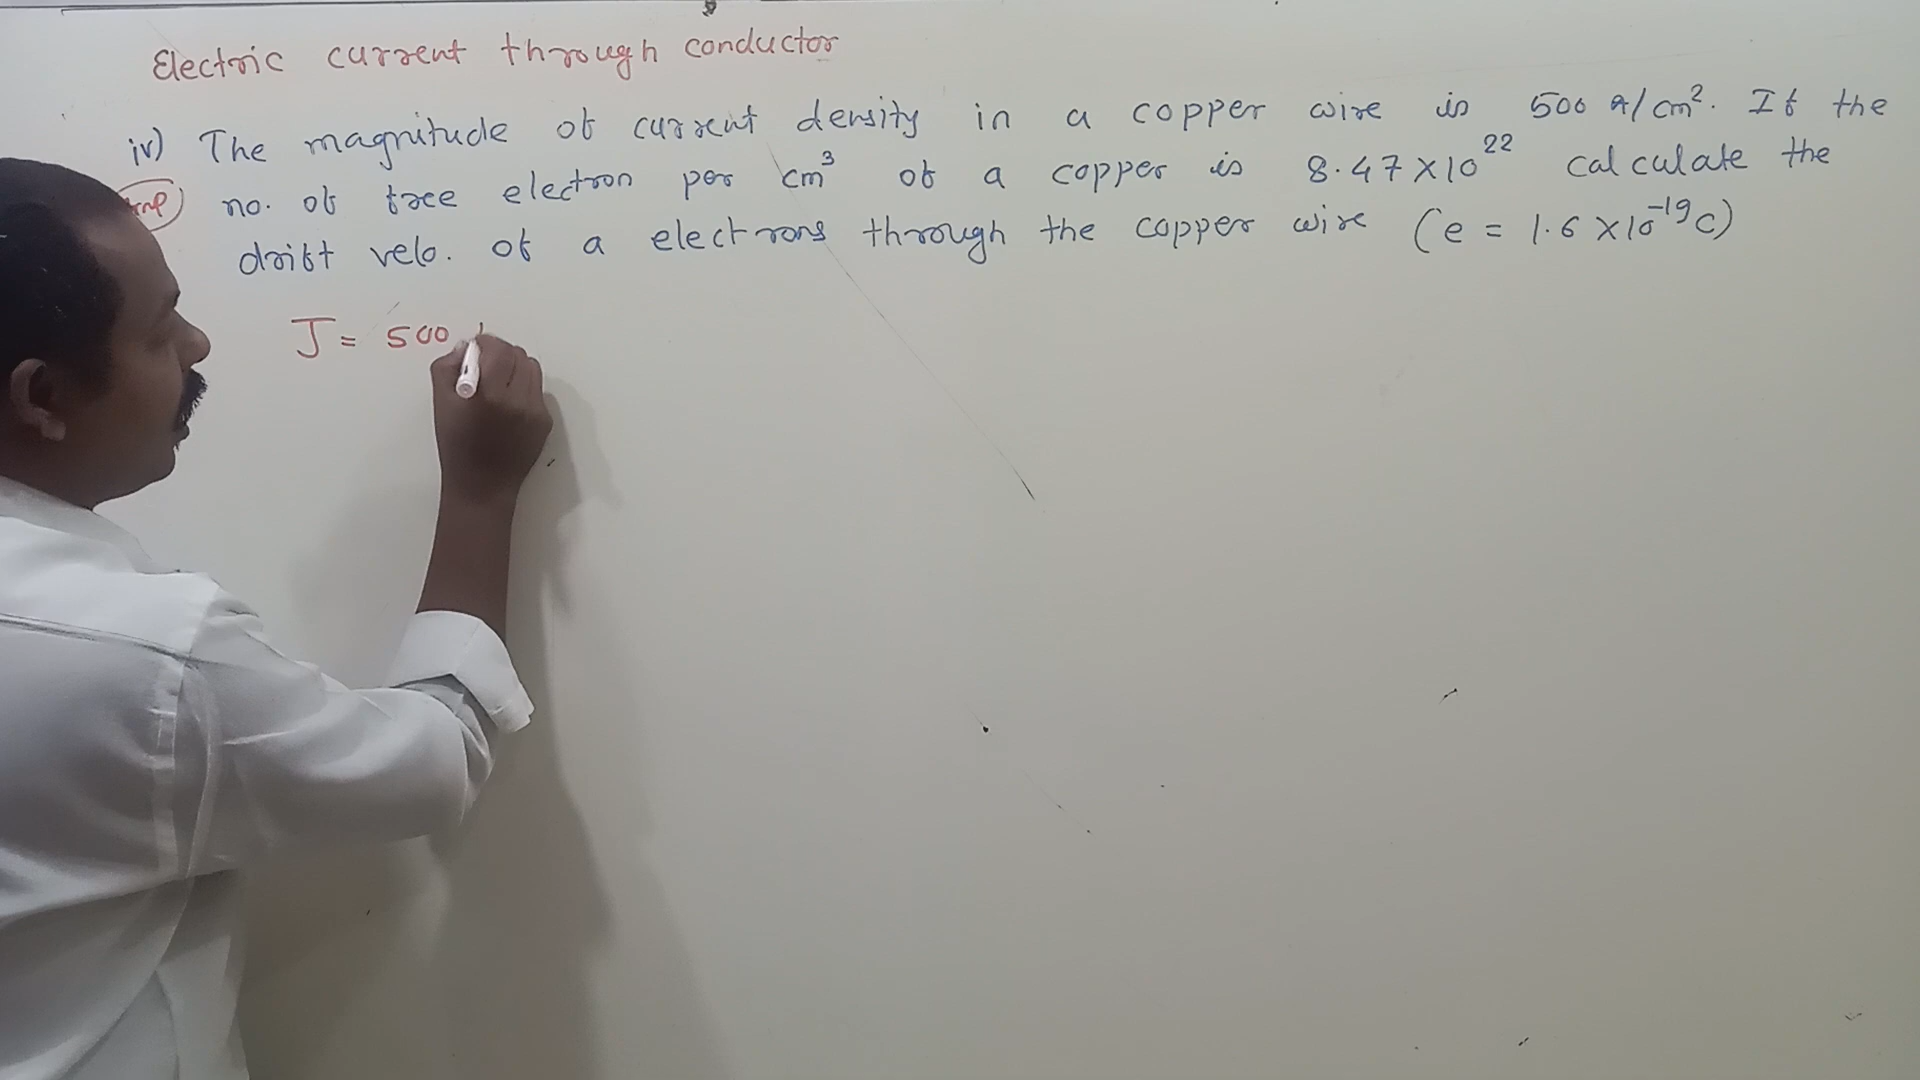 Electric current through conductor
iv) The magnitude of current density in a copper wire is 500 A/cm². If the
no. of free electron per cm³ of a copper is 8.47×10²² calculate the
drift velo. of a electrons through the copper wire (e = 1.6 ×10⁻¹⁹C)
J = 500